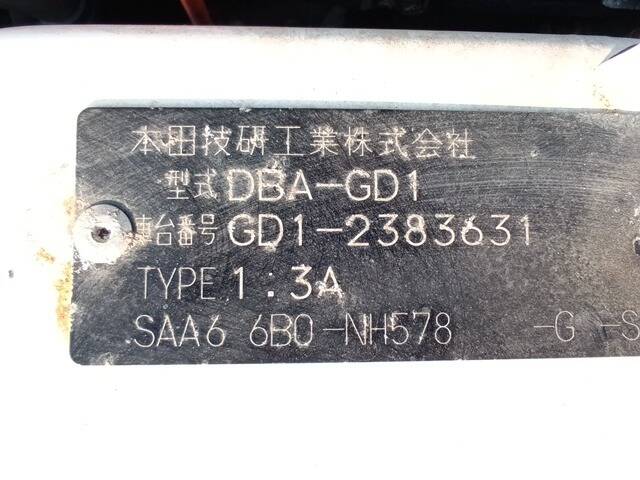 本田技研工業株式会社
型式 DBA-GD1
車台番号 GD1-2383631
TYPE 1:3A
SAA6 6B0-NH578 -G -S